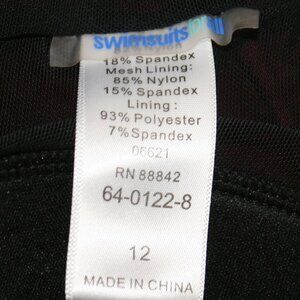 swimsuitsforall
18% Spandex
Mesh Lining:
85% Nylon
15% Spandex
Lining:
93% Polyester
7% Spandex
06621
RN 88842
64-0122-8
12
MADE IN CHINA